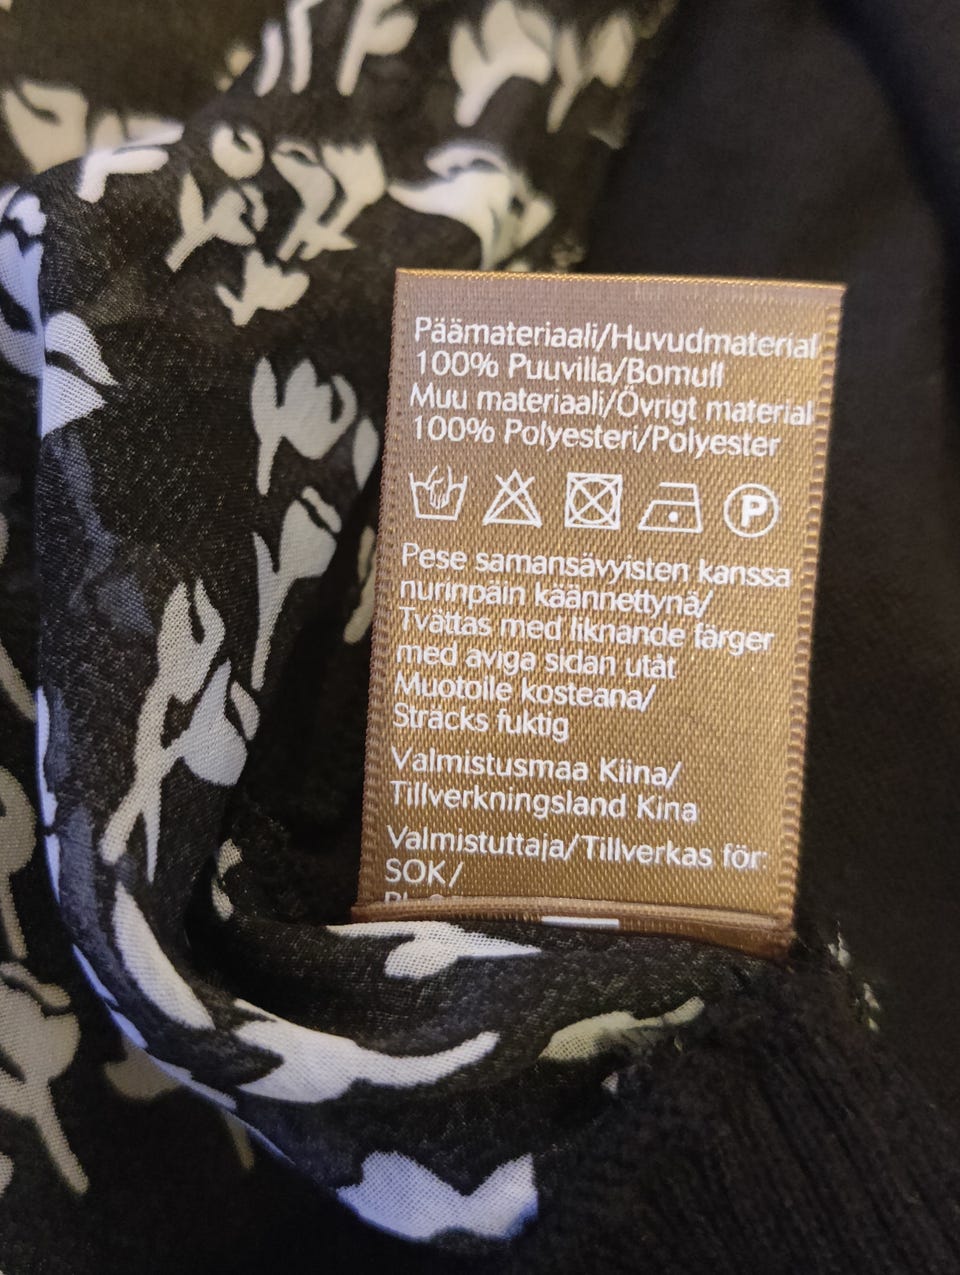 Päämateriaali/Huvudmaterial
100% Puuvilla/Bomull
Muu materiaali/Övrigt material
100% Polyesteri/Polyester
P
Pese samansävyisten kanssa
nurinpäin käännettynä/
Tvättas med liknande färger
med aviga sidan utåt
Muotoile kosteana/
Sträcks fuktig
Valmistusmaa Kiina/
Tillverkningsland Kina
Valmistuttaja/Tillverkas för:
SOK/